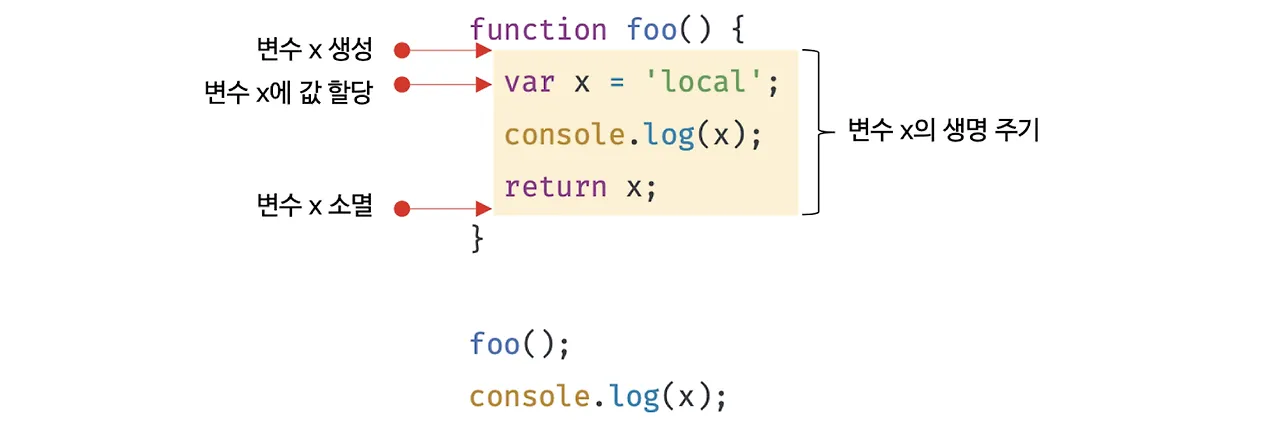 function foo() {
변수 x 생성
변수 x에 값 할당
var x = 'local';
console.log(x);
변수 x의 생명 주기
return x;
변수 x 소멸
}
foo();
console.log(x);